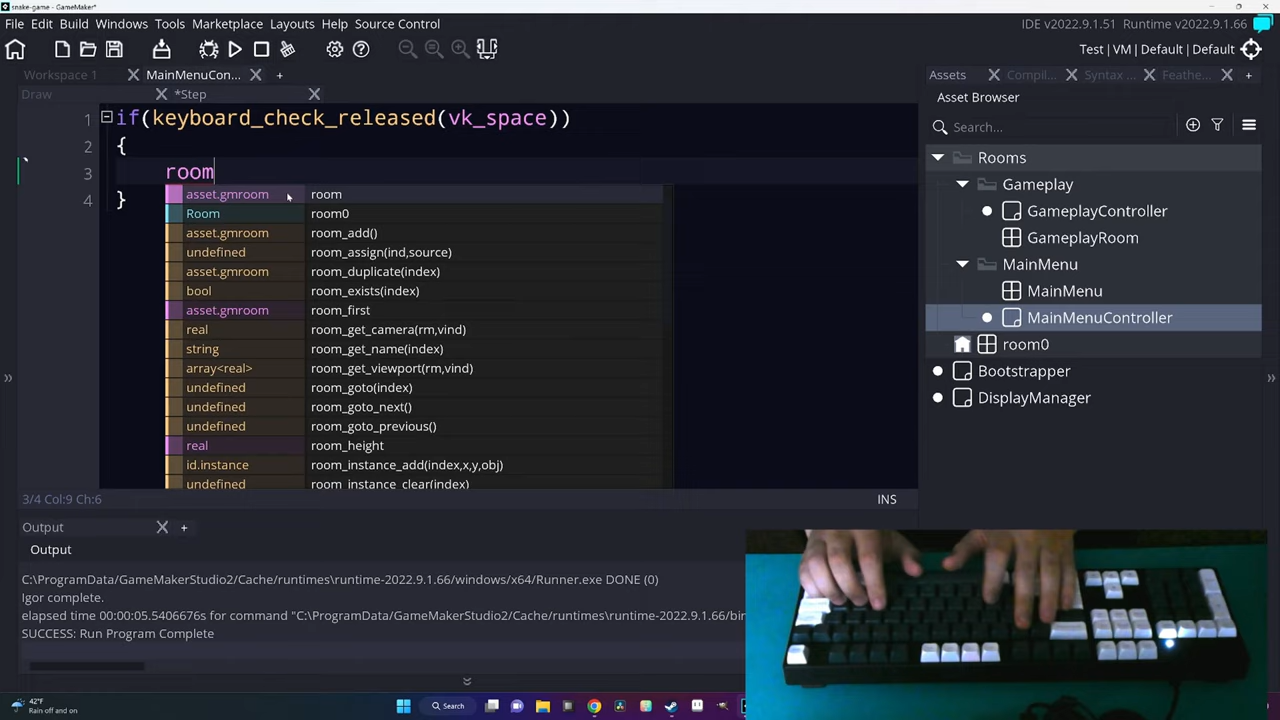 snake-game - GameMaker*
File Edit Build Windows Tools Marketplace Layouts Help Source Control
IDE v2022.9.1.51 Runtime v2022.9.1.66
Test | VM | Default | Default
Workspace 1
MainMenuCon...
Draw
*Step
1 if(keyboard_check_released(vk_space))
2 {
3 room
4 }
asset.gmroom room
Room room0
asset.gmroom room_add()
undefined room_assign(ind,source)
asset.gmroom room_duplicate(index)
bool room_exists(index)
asset.gmroom room_first
real room_get_camera(rm,vind)
string room_get_name(index)
array<real> room_get_viewport(rm,vind)
undefined room_goto(index)
undefined room_goto_next()
undefined room_goto_previous()
real room_height
id.instance room_instance_add(index,x,y,obj)
undefined room_instance_clear(index)
3/4 Col:9 Ch:6
INS
Assets
Compil...
Syntax ...
Feathe...
Asset Browser
Search...
Rooms
Gameplay
GameplayController
GameplayRoom
MainMenu
MainMenu
MainMenuController
room0
Bootstrapper
DisplayManager
Output
Output
C:\ProgramData/GameMakerStudio2/Cache/runtimes\runtime-2022.9.1.66/windows/x64/Runner.exe DONE (0)
Igor complete.
elapsed time 00:00:05.5406676s for command "C:\ProgramData/GameMakerStudio2/Cache/runtimes\runtime-2022.9.1.66/bin
SUCCESS: Run Program Complete
42°F
Rain off and on
Search